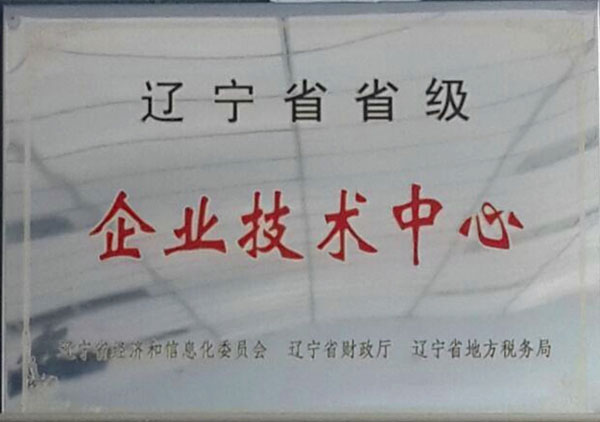 辽宁省省级
企业技术中心
辽宁省经济和信息化委员会 辽宁省财政厅 辽宁省地方税务局